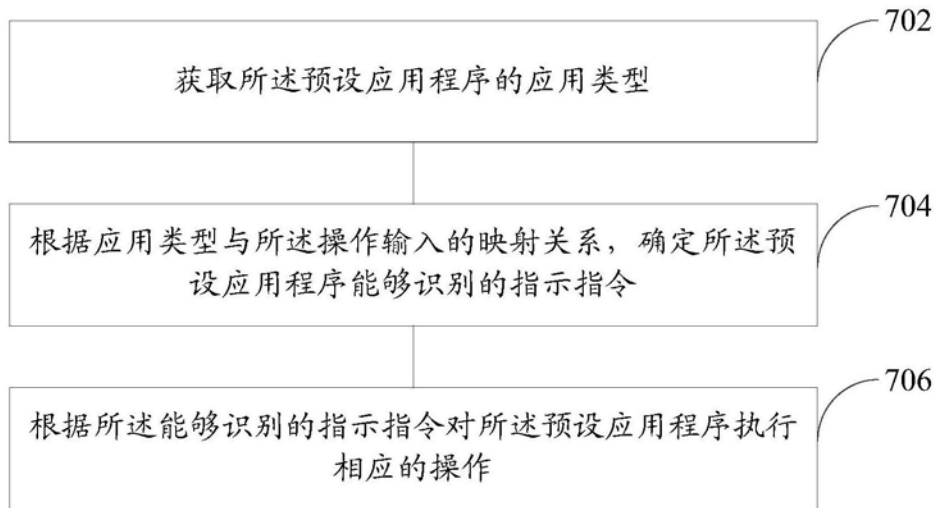 702
获取所述预设应用程序的应用类型
704
根据应用类型与所述操作输入的映射关系，确定所述预
设应用程序能够识别的指示指令
706
根据所述能够识别的指示指令对所述预设应用程序执行
相应的操作